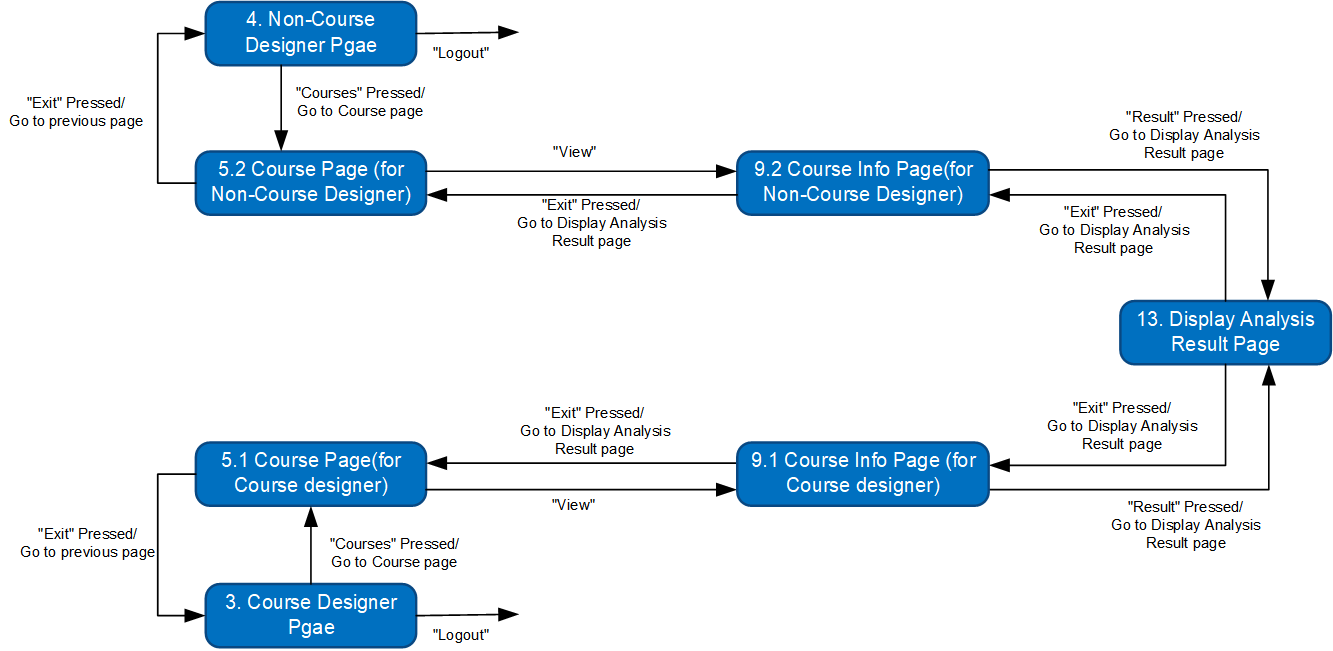 4. Non-Course
Designer Pgae
"Logout"
"Exit" Pressed/
Go to previous page
"Courses" Pressed/
Go to Course page
5.2 Course Page (for
Non-Course Designer)
"View"
"Exit" Pressed/
Go to Display Analysis
Result page
9.2 Course Info Page(for
Non-Course Designer)
"Result" Pressed/
Go to Display Analysis
Result page
"Exit" Pressed/
Go to Display Analysis
Result page
13. Display Analysis
Result Page
"Exit" Pressed/
Go to Display Analysis
Result page
"Exit" Pressed/
Go to Display Analysis
Result page
5.1 Course Page(for
Course designer)
"View"
9.1 Course Info Page (for
Course designer)
"Result" Pressed/
Go to Display Analysis
Result page
"Exit" Pressed/
Go to previous page
"Courses" Pressed/
Go to Course page
3. Course Designer
Pgae
"Logout"